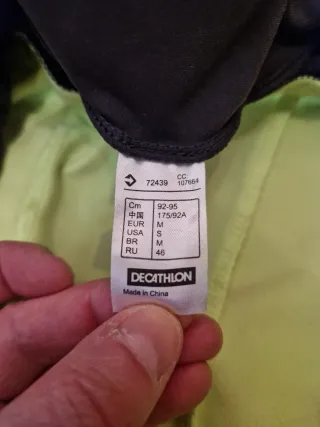 72439 CC: 107664
Cm 92-95
中国 175/92A
EUR M
USA S
BR M
RU 46
DECATHLON
Made in China